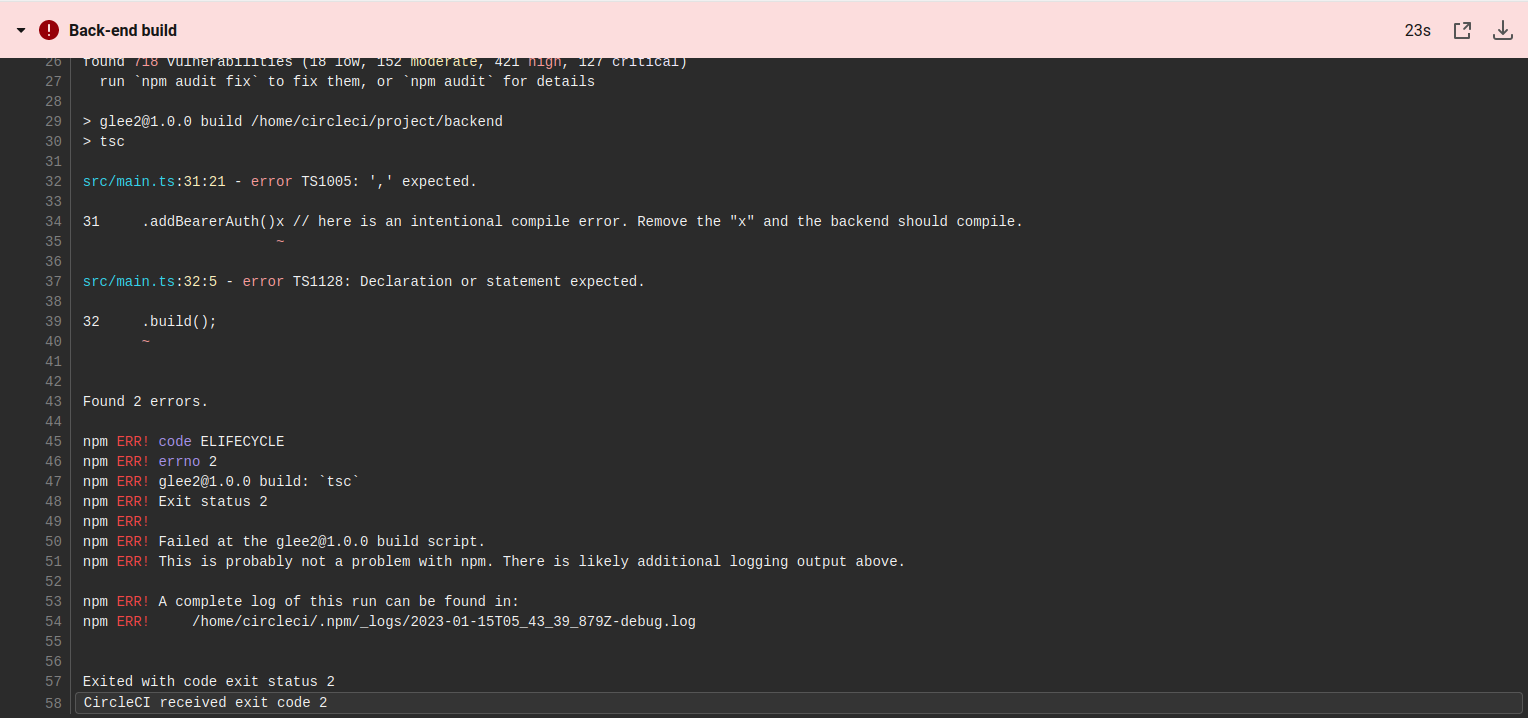 Back-end build 23s
26 found 718 vulnerabilities (18 low, 152 moderate, 421 high, 127 critical)
27 run `npm audit fix` to fix them, or `npm audit` for details
28
29 > glee2@1.0.0 build /home/circleci/project/backend
30 > tsc
31
32 src/main.ts:31:21 - error TS1005: ',' expected.
33
34 31 .addBearerAuth()x // here is an intentional compile error. Remove the "x" and the backend should compile.
35 ~
36
37 src/main.ts:32:5 - error TS1128: Declaration or statement expected.
38
39 32 .build();
40 ~
41
42
43 Found 2 errors.
44
45 npm ERR! code ELIFECYCLE
46 npm ERR! errno 2
47 npm ERR! glee2@1.0.0 build: `tsc`
48 npm ERR! Exit status 2
49 npm ERR!
50 npm ERR! Failed at the glee2@1.0.0 build script.
51 npm ERR! This is probably not a problem with npm. There is likely additional logging output above.
52
53 npm ERR! A complete log of this run can be found in:
54 npm ERR! /home/circleci/.npm/_logs/2023-01-15T05_43_39_879Z-debug.log
55
56
57 Exited with code exit status 2
58 CircleCI received exit code 2